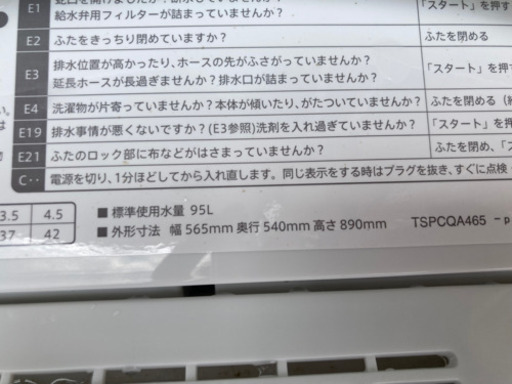 E1
給水弁用フィルターが詰まっていませんか?
「スタート」を押す
E2 ふたをきっちり閉めていますか? ふたを閉める
E3 排水位置が高かったり、ホースの先がふさがっていませんか?
延長ホースが長過ぎませんか?排水口が詰まっていませんか?
「スタート」を押
E4 洗濯物が片寄っていませんか?本体が傾いたり、がたついていませんか? ふたを閉める
E19 排水事情が悪くないですか?(E3参照)洗剤を入れ過ぎていませんか? 「スタート」を押
E21 ふたのロック部に布などがはさまっていませんか? ふたを閉め、「ス
C‥ 電源を切り、1分ほどしてから入れ直します。同じ表示をする時はプラグを抜き、すぐに点検
3.5 4.5
37 42
■標準使用水量 95L
■外形寸法 幅 565mm 奥行 540mm 高さ 890mm
TSPCQA465 -p